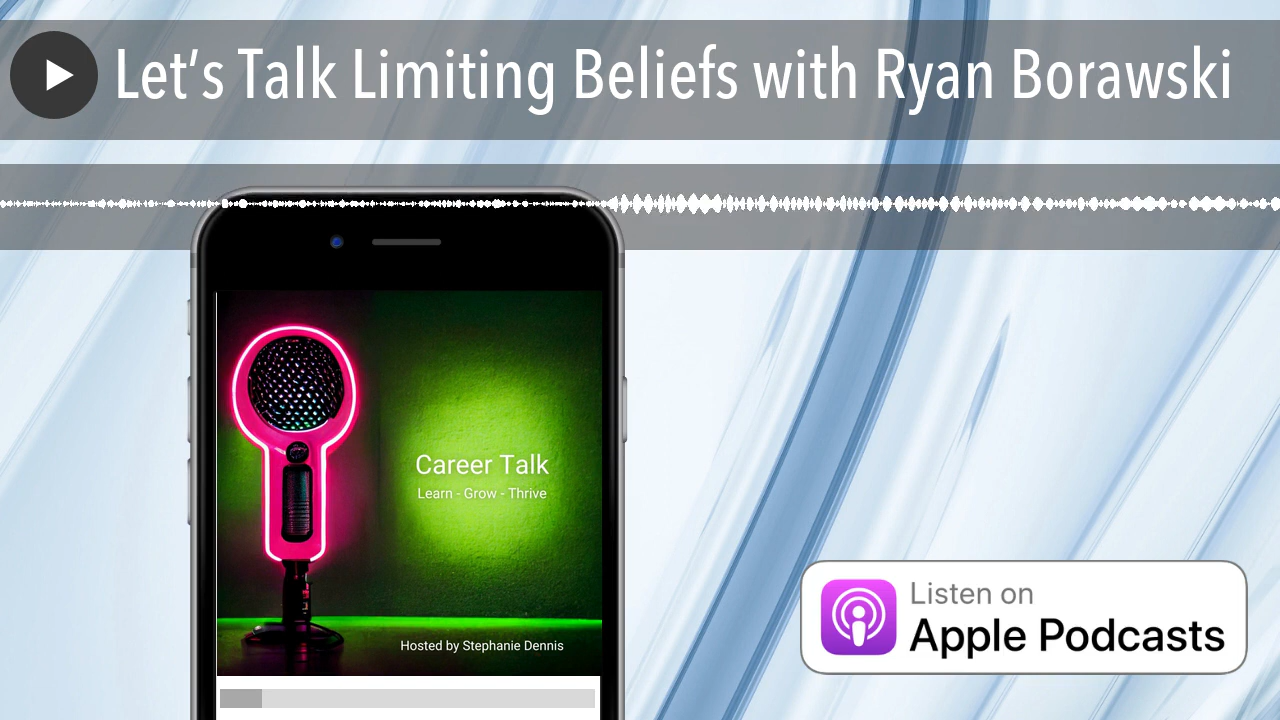 Let’s Talk Limiting Beliefs with Ryan Borawski
Career Talk
Learn - Grow - Thrive
Hosted by Stephanie Dennis
Listen on
Apple Podcasts